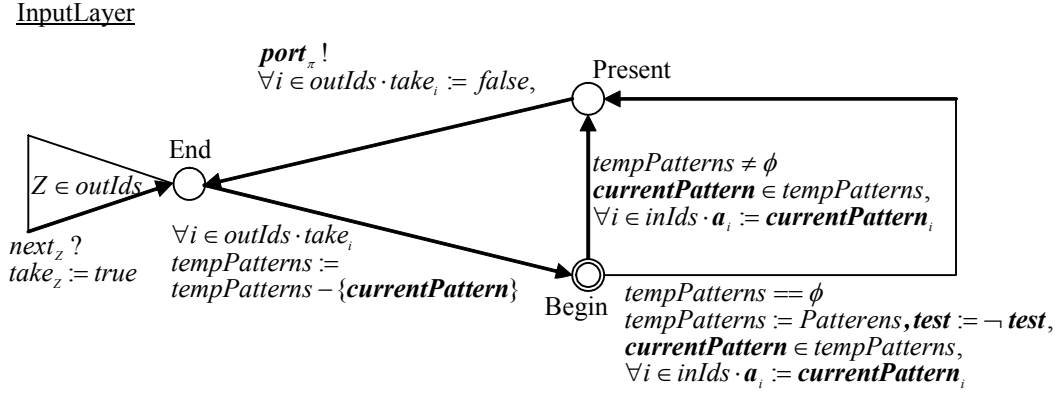 InputLayer
port_π !
∀i ∈ outIds · take_i := false,
Present
End
Z ∈ outIds
tempPatterns ≠ ϕ
currentPattern ∈ tempPatterns,
∀i ∈ inIds · a_i := currentPattern_i
next_Z ?
take_Z := true
∀i ∈ outIds · take_i
tempPatterns :=
tempPatterns − {currentPattern}
Begin
tempPatterns == ϕ
tempPatterns := Patterens, test := ¬ test,
currentPattern ∈ tempPatterns,
∀i ∈ inIds · a_i := currentPattern_i